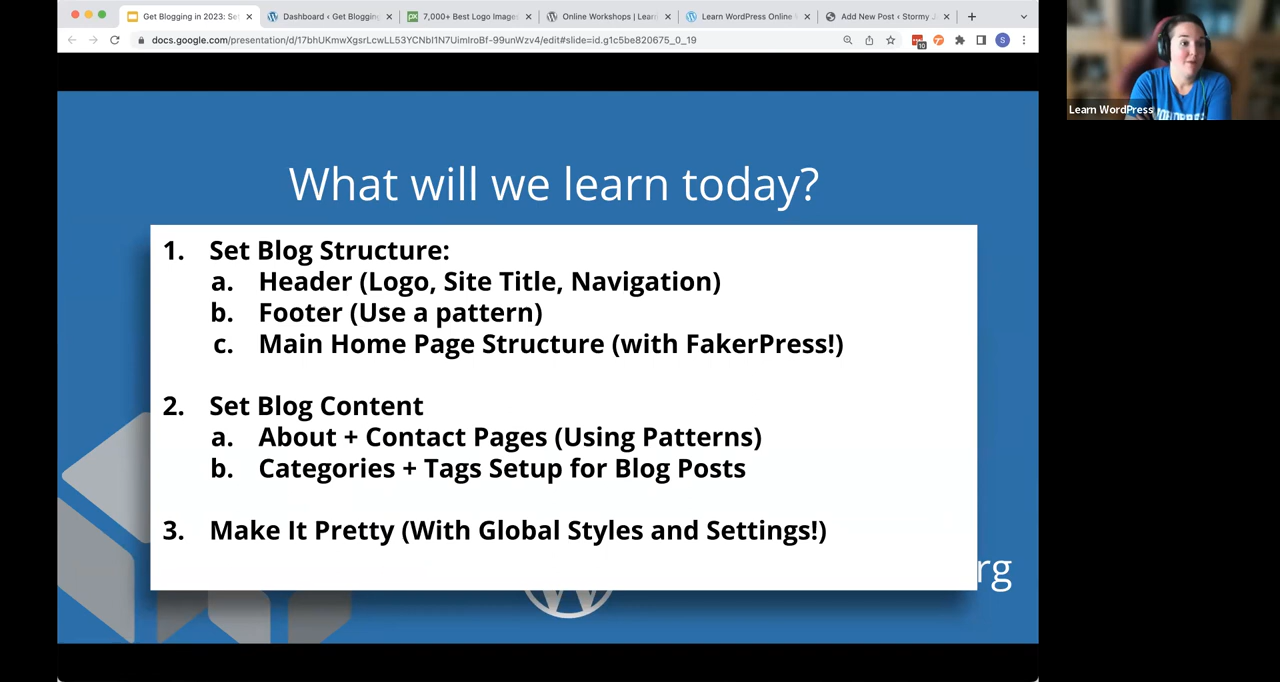 Get Blogging in 2023: Se
Dashboard ‹ Get Blogging
7,000+ Best Logo Images
Online Workshops | Learn
Learn WordPress Online
Add New Post ‹ Stormy J
docs.google.com/presentation/d/17bhUKmwXgsrLcwLL53YCNbI1N7UimIroBf-99unWzv4/edit#slide=id.g1c5be820675_0_19
Learn WordPress
What will we learn today?
1. Set Blog Structure:
a. Header (Logo, Site Title, Navigation)
b. Footer (Use a pattern)
c. Main Home Page Structure (with FakerPress!)
2. Set Blog Content
a. About + Contact Pages (Using Patterns)
b. Categories + Tags Setup for Blog Posts
3. Make It Pretty (With Global Styles and Settings!)
rg